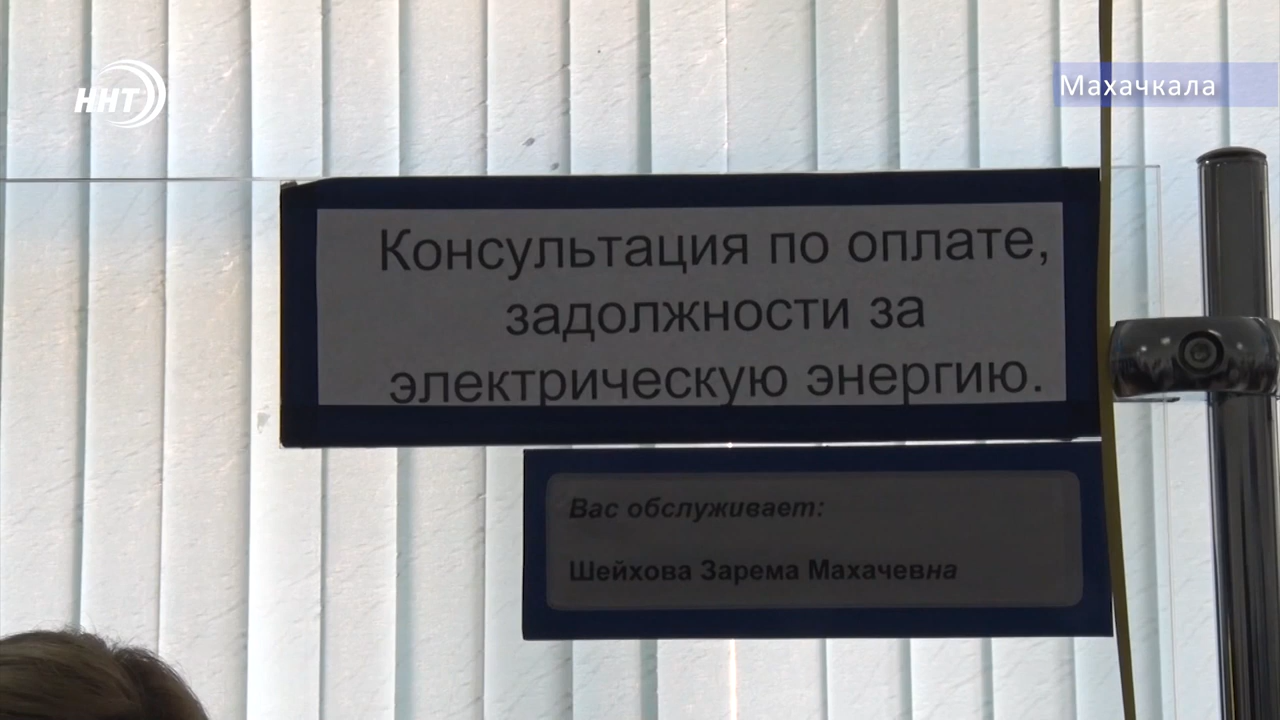 ННТ
Махачкала
Консультация по оплате,
задолжности за
электрическую энергию.
Вас обслуживает:
Шейхова Зарема Махачевна